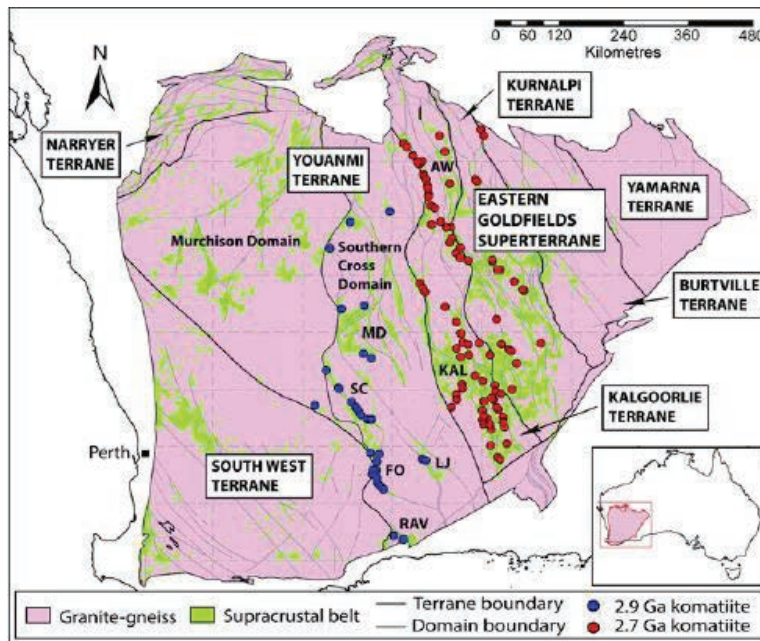 0 120 240 360 480
Kilometres
N
KURNALPI
TERRANE
NARRYER
TERRANE
YOUANMI
TERRANE
I
AW
EASTERN
GOLDFIELDS
SUPERTERRANE
YAMARNA
TERRANE
Murchison Domain
Southern
Cross
Domain
BURTVILLE
TERRANE
MD
KAL
SC
KALGOORLIE
TERRANE
Perth
SOUTH WEST
TERRANE
FO
LJ
RAV
Granite-gneiss
Supracrustal belt
Terrane boundary
Domain boundary
2.9 Ga komatiite
2.7 Ga komatiite